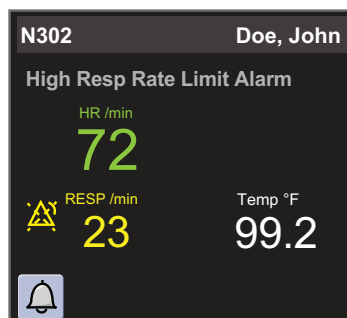 N302 Doe, John
High Resp Rate Limit Alarm
HR /min
72
RESP /min Temp °F
23 99.2